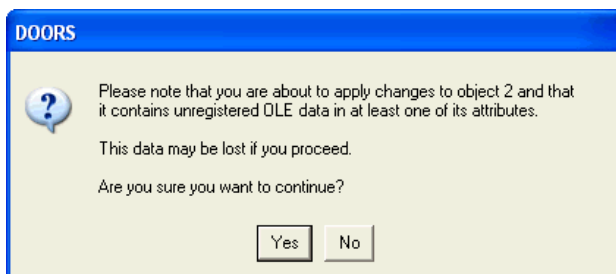 DOORS
Please note that you are about to apply changes to object 2 and that
it contains unregistered OLE data in at least one of its attributes.
This data may be lost if you proceed.
Are you sure you want to continue?
Yes No